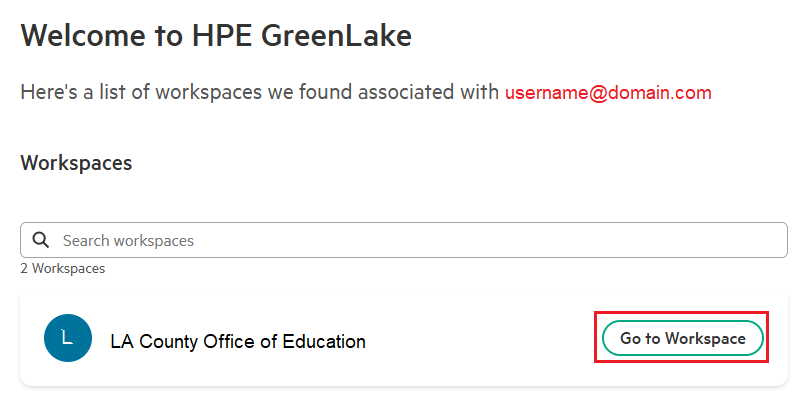 Welcome to HPE GreenLake
Here's a list of workspaces we found associated with username@domain.com
Workspaces
Search workspaces
2 Workspaces
L
LA County Office of Education
Go to Workspace